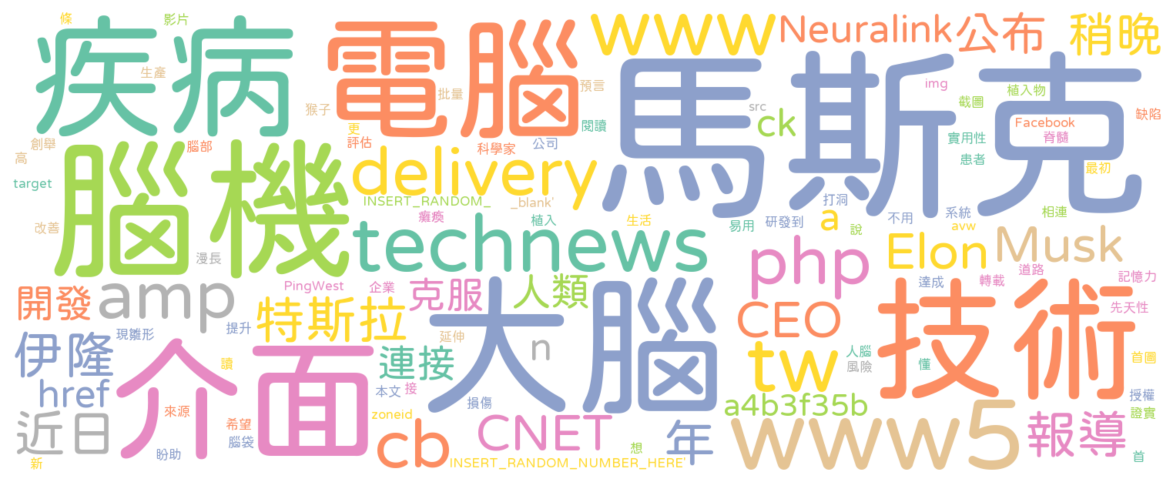 條 影片 www Neuralink 公布 稍晚
疾病 電腦 馬斯克
生產 批量 預言 img 截圖 植入物
猴子 閱讀 src ck Facebook 缺陷
創舉 更 脊髓
高 腦部 評估 科學家 公司 實用性
腦機 delivery 患者 最初
target INSERT_RANDOM_ _blank' 打洞
改善 癱瘓 植入 生活 易用 研發到 a 不用 系統 相連
漫長 technews 說 avw
php Elon Musk
開發 amp PingWest 企業 克服 人類 達成 轉載 道路 記憶力
現雛形 提升 特斯拉 大腦 CEO 技術 先天性
伊隆 介面 延伸 n
讀 連接 tw 人腦 風險 懂 首圈
href 本文 接 損傷 a4b3f35b 授權
近日 來源 希望 zoneid CNET 年 www5 報導 證實
腦袋 cb 想
新 盼助 INSERT_RANDOM_NUMBER_HERE' 首